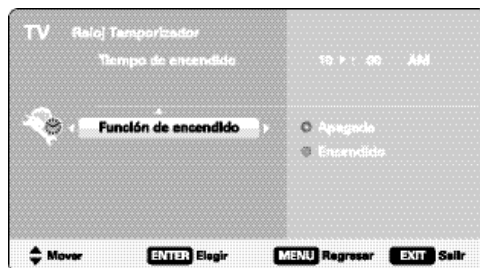 TV Reloj Temporizador
Tiempo de encendido 10 : 00 AM
Función de encendido Apagado
Encendido
Mover ENTER Elegir MENU Regresar EXIT Salir